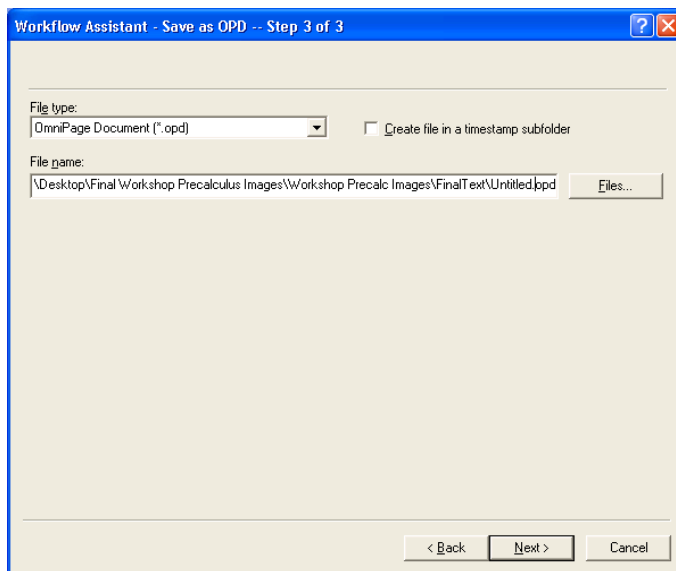 Workflow Assistant - Save as OPD -- Step 3 of 3
File type:
OmniPage Document (*.opd)
Create file in a timestamp subfolder
File name:
\Desktop\Final Workshop Precalculus Images\Workshop Precalc Images\FinalText\Untitled.opd
Files...
< Back
Next >
Cancel